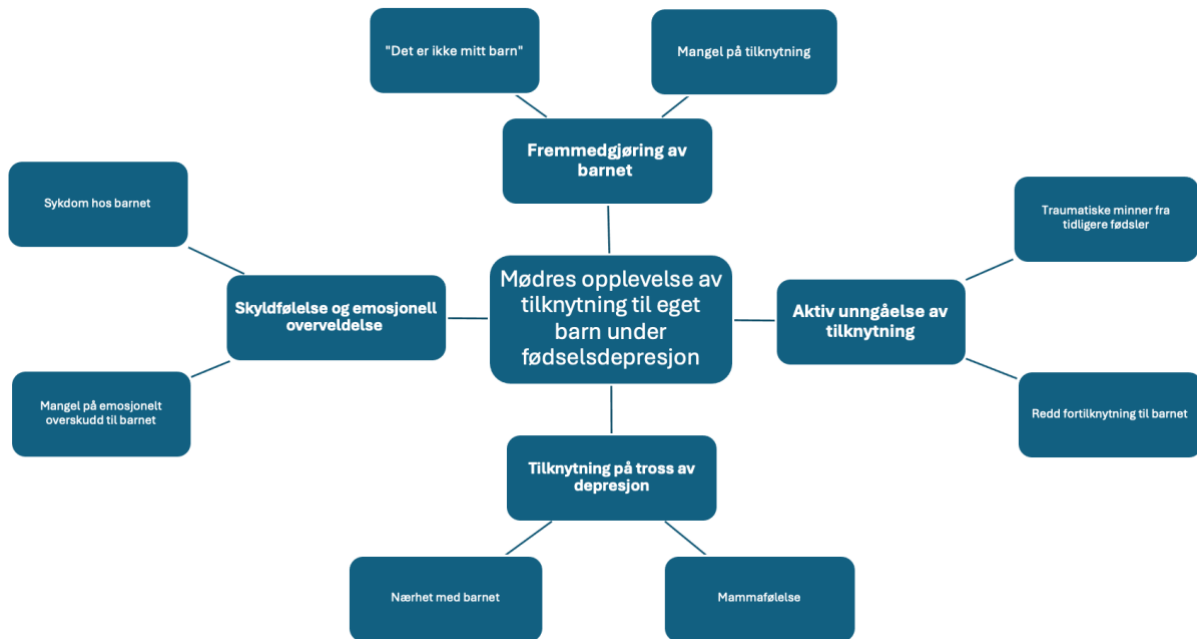 "Det er ikke mitt barn"
Mangel på tilknytning
Fremmedgjøring av
barnet
Sykdom hos barnet
Traumatiske minner fra
tidligere fødsler
Skyldfølelse og emosjonell
overveldelse
Mødres opplevelse av
tilknytning til eget
barn under
fødselsdepresjon
Aktiv unngåelse av
tilknytning
Mangel på emosjonelt
overskudd til barnet
Redd fortilknytning til barnet
Tilknytning på tross av
depresjon
Nærhet med barnet
Mammafølelse